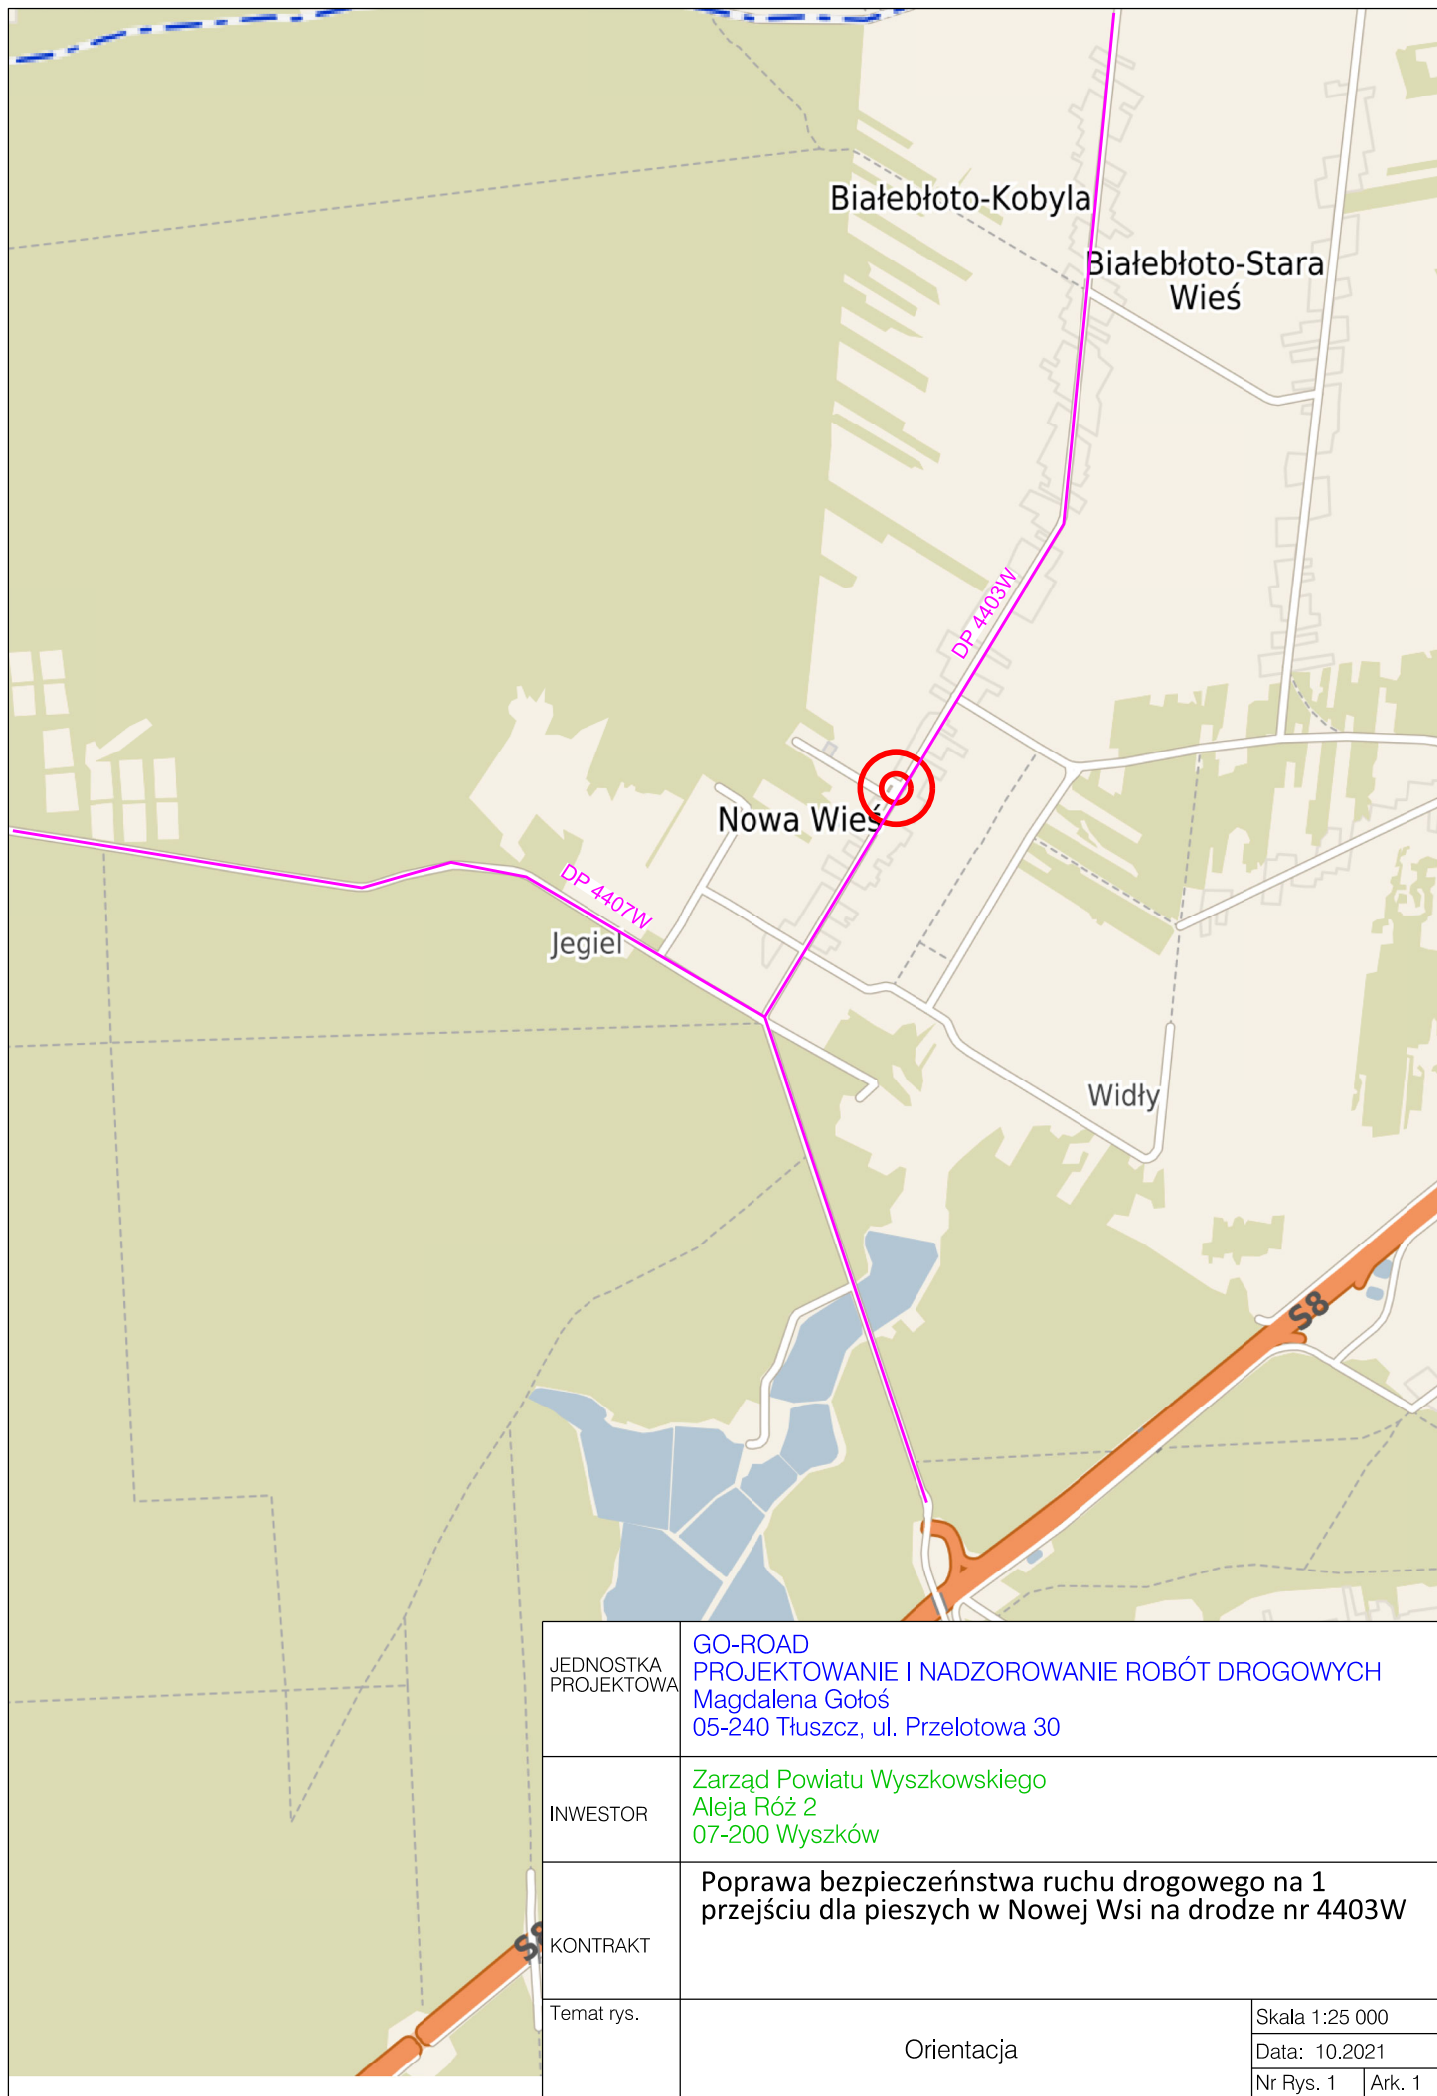 Białebłoto-Kobyla
Białebłoto-Stara
Wieś
DP 4403W
Nowa Wieś
DP 4407W
Jegiel
Widły
S8
S8
JEDNOSTKA
PROJEKTOWA
GO-ROAD
PROJEKTOWANIE I NADZOROWANIE ROBÓT DROGOWYCH
Magdalena Gołoś
05-240 Tłuszcz, ul. Przelotowa 30
INWESTOR
Zarząd Powiatu Wyszkowskiego
Aleja Róż 2
07-200 Wyszków
KONTRAKT
Poprawa bezpieczeńnstwa ruchu drogowego na 1
przejściu dla pieszych w Nowej Wsi na drodze nr 4403W
Temat rys.
Orientacja
Skala 1:25 000
Data: 10.2021
Nr Rys. 1
Ark. 1